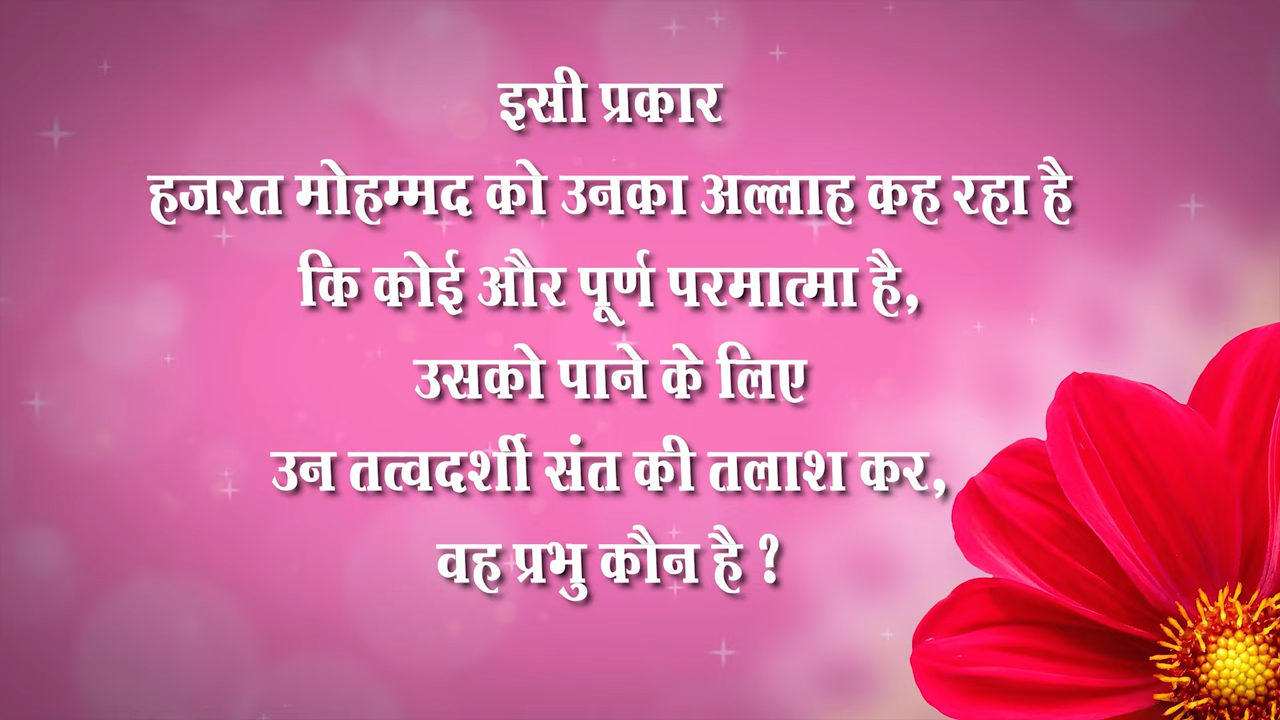 इसी प्रकार
हजरत मोहम्मद को उनका अल्लाह कह रहा है
कि कोई और पूर्ण परमात्मा है,
उसको पाने के लिए
उन तत्वदर्शी संत की तलाश कर,
वह प्रभु कौन है ?